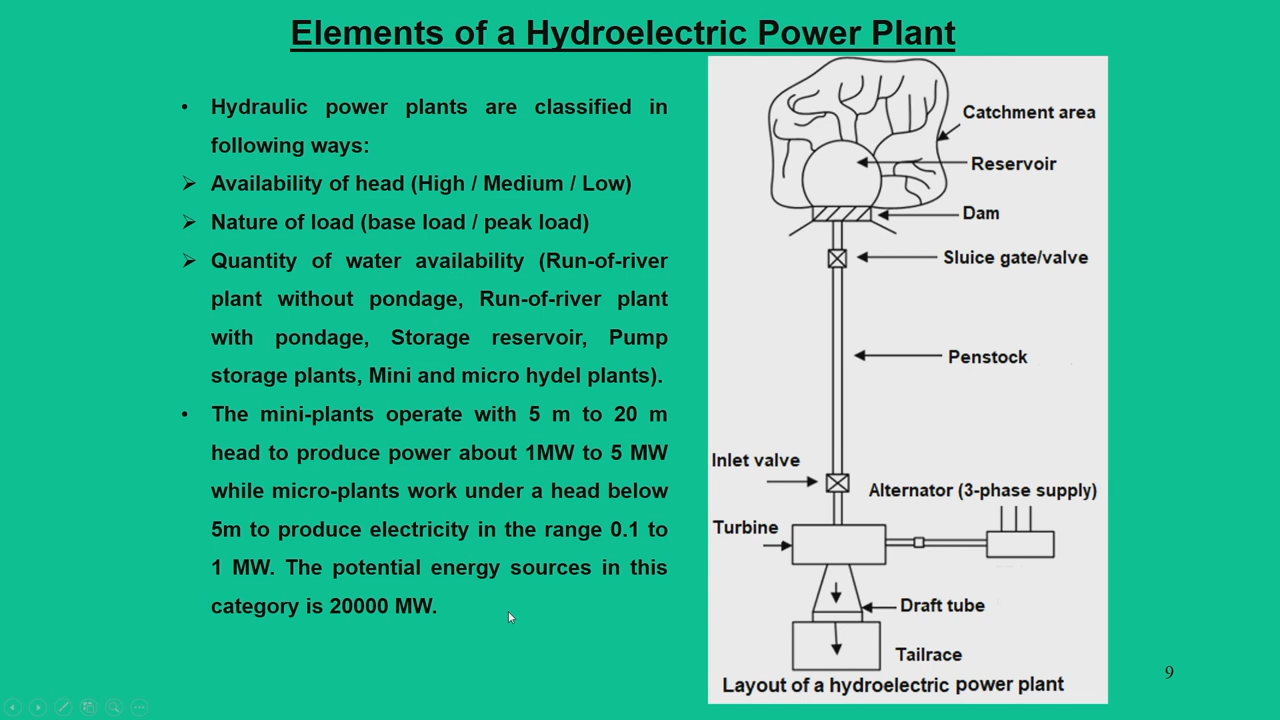 Elements of a Hydroelectric Power Plant
• Hydraulic power plants are classified in
following ways:
➢ Availability of head (High / Medium / Low)
➢ Nature of load (base load / peak load)
➢ Quantity of water availability (Run-of-river
plant without pondage, Run-of-river plant
with pondage, Storage reservoir, Pump
storage plants, Mini and micro hydel plants).
• The mini-plants operate with 5 m to 20 m
head to produce power about 1MW to 5 MW
while micro-plants work under a head below
5m to produce electricity in the range 0.1 to
1 MW. The potential energy sources in this
category is 20000 MW.
Catchment area
Reservoir
Dam
Sluice gate/valve
Penstock
Inlet valve
Alternator (3-phase supply)
Turbine
Draft tube
Tailrace
Layout of a hydroelectric power plant
9